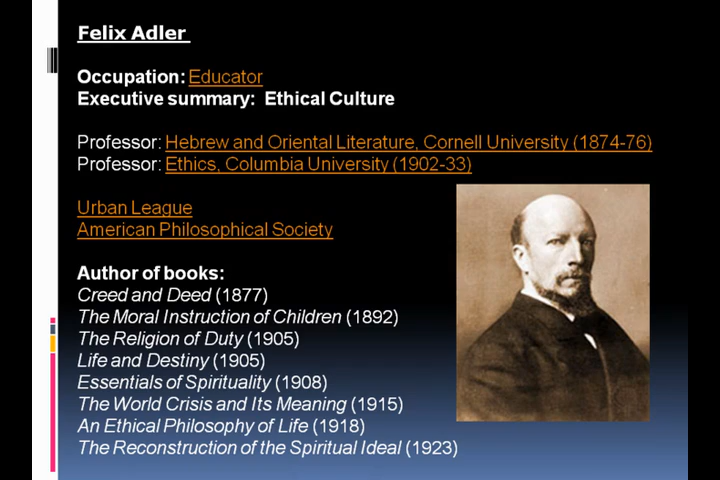 Felix Adler
Occupation: Educator
Executive summary: Ethical Culture
Professor: Hebrew and Oriental Literature, Cornell University (1874-76)
Professor: Ethics, Columbia University (1902-33)
Urban League
American Philosophical Society
Author of books:
Creed and Deed (1877)
The Moral Instruction of Children (1892)
The Religion of Duty (1905)
Life and Destiny (1905)
Essentials of Spirituality (1908)
The World Crisis and Its Meaning (1915)
An Ethical Philosophy of Life (1918)
The Reconstruction of the Spiritual Ideal (1923)